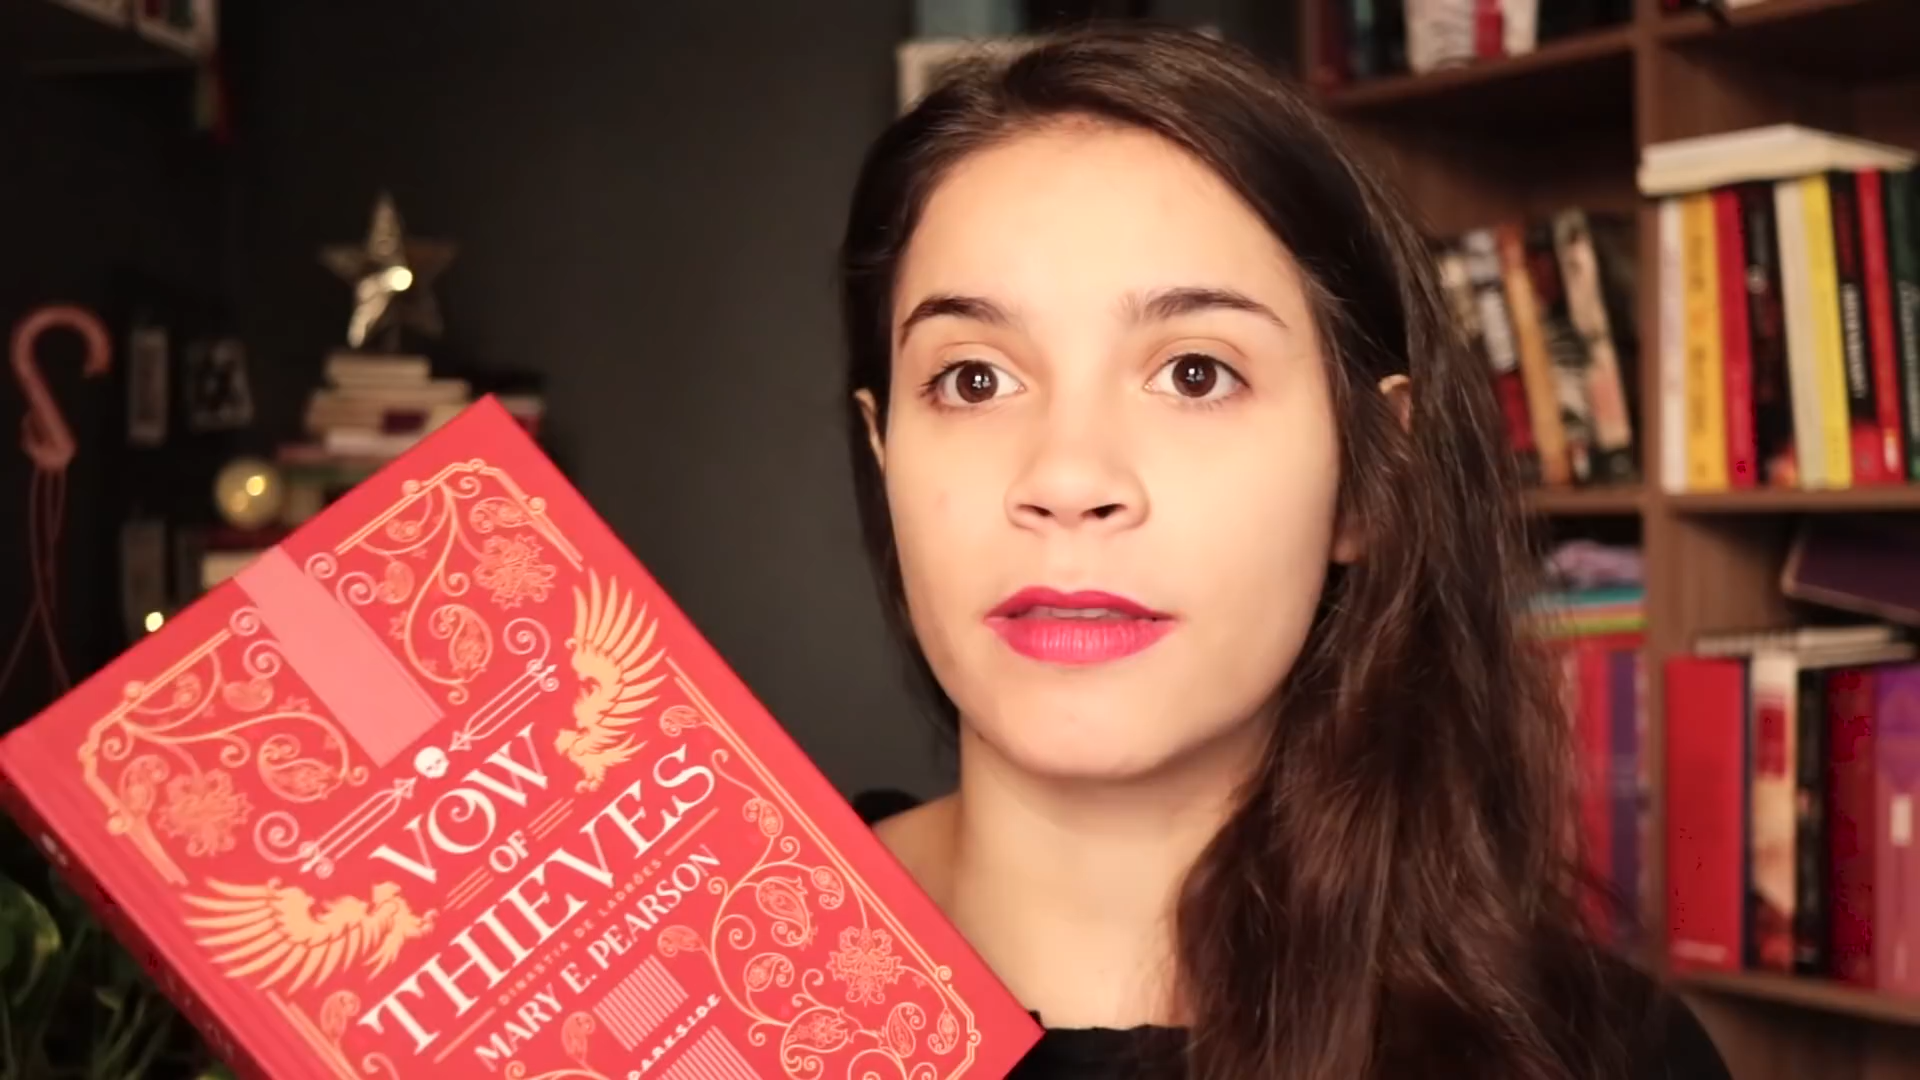 VOW
OF
THIEVES
DINASTIA DE LADRÕES
MARY E. PEARSON
DARKSIDE